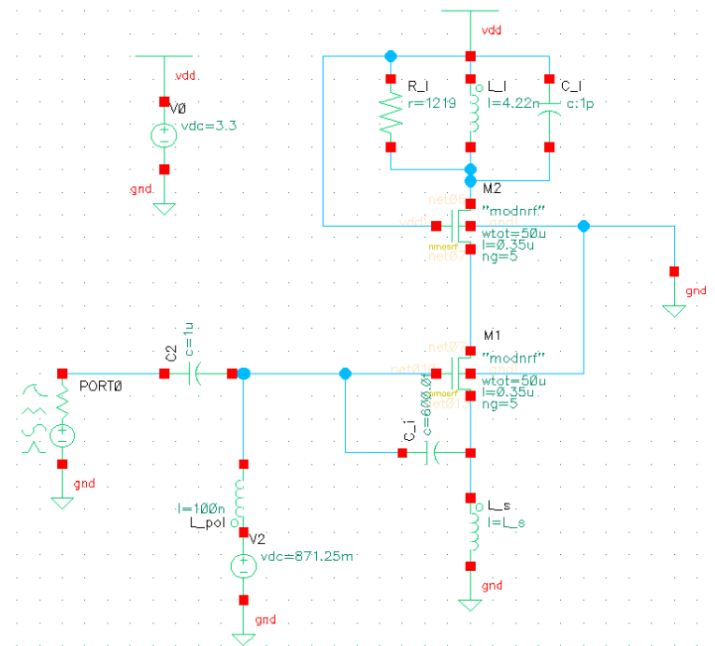 vdd
vdd
V0
vdc=3.3
gnd
R_l
r=1219
L_l
l=4.22n
C_l
c:1p
M2
"modnrf"
wtot=50u
l=0.35u
ng=5
vdd!
nmosrf
gnd
M1
"modnrf"
wtot=50u
l=0.35u
ng=5
C2
c=1u
PORT0
gnd
C_i
L_s
l=L_s
gnd
l=100n
L_pol
V2
vdc=871.25m
gnd